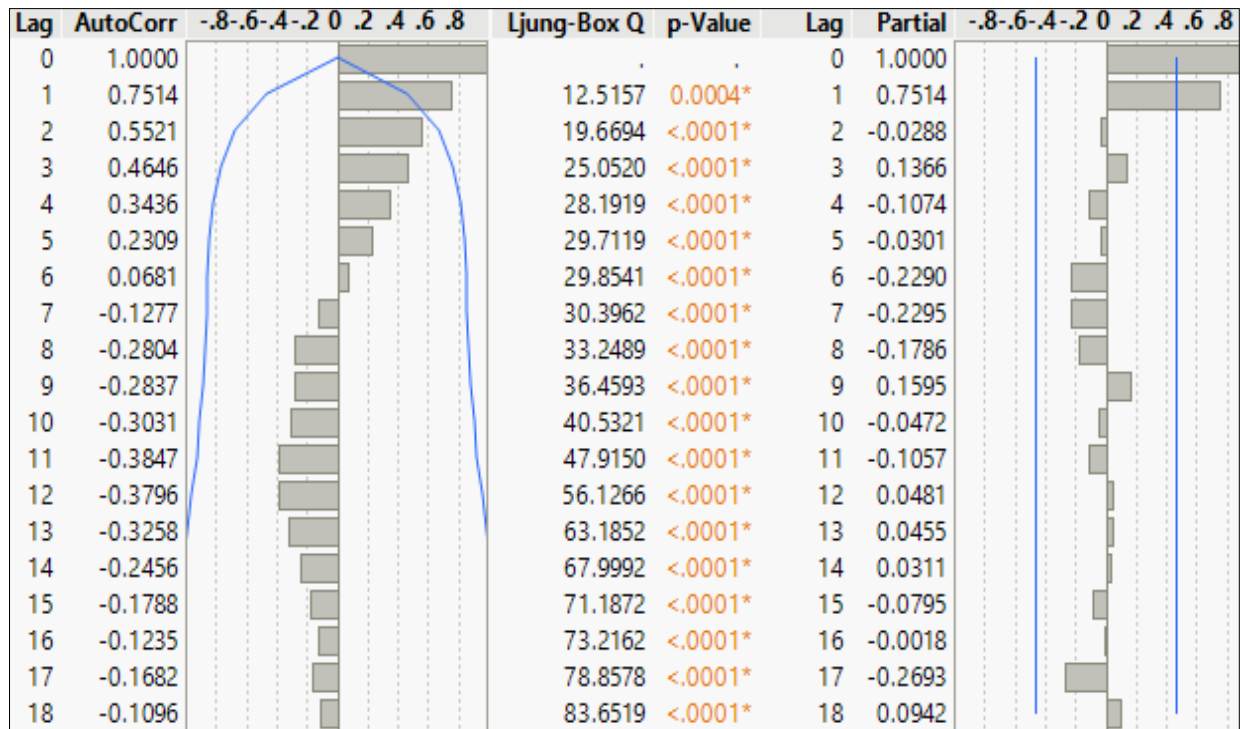 Lag AutoCorr -.8-.6-.4-.2 0 .2 .4 .6 .8 Ljung-Box Q p-Value Lag Partial -.8-.6-.4-.2 0 .2 .4 .6 .8
0 1.0000 . . 0 1.0000
1 0.7514 12.5157 0.0004* 1 0.7514
2 0.5521 19.6694 <.0001* 2 -0.0288
3 0.4646 25.0520 <.0001* 3 0.1366
4 0.3436 28.1919 <.0001* 4 -0.1074
5 0.2309 29.7119 <.0001* 5 -0.0301
6 0.0681 29.8541 <.0001* 6 -0.2290
7 -0.1277 30.3962 <.0001* 7 -0.2295
8 -0.2804 33.2489 <.0001* 8 -0.1786
9 -0.2837 36.4593 <.0001* 9 0.1595
10 -0.3031 40.5321 <.0001* 10 -0.0472
11 -0.3847 47.9150 <.0001* 11 -0.1057
12 -0.3796 56.1266 <.0001* 12 0.0481
13 -0.3258 63.1852 <.0001* 13 0.0455
14 -0.2456 67.9992 <.0001* 14 0.0311
15 -0.1788 71.1872 <.0001* 15 -0.0795
16 -0.1235 73.2162 <.0001* 16 -0.0018
17 -0.1682 78.8578 <.0001* 17 -0.2693
18 -0.1096 83.6519 <.0001* 18 0.0942